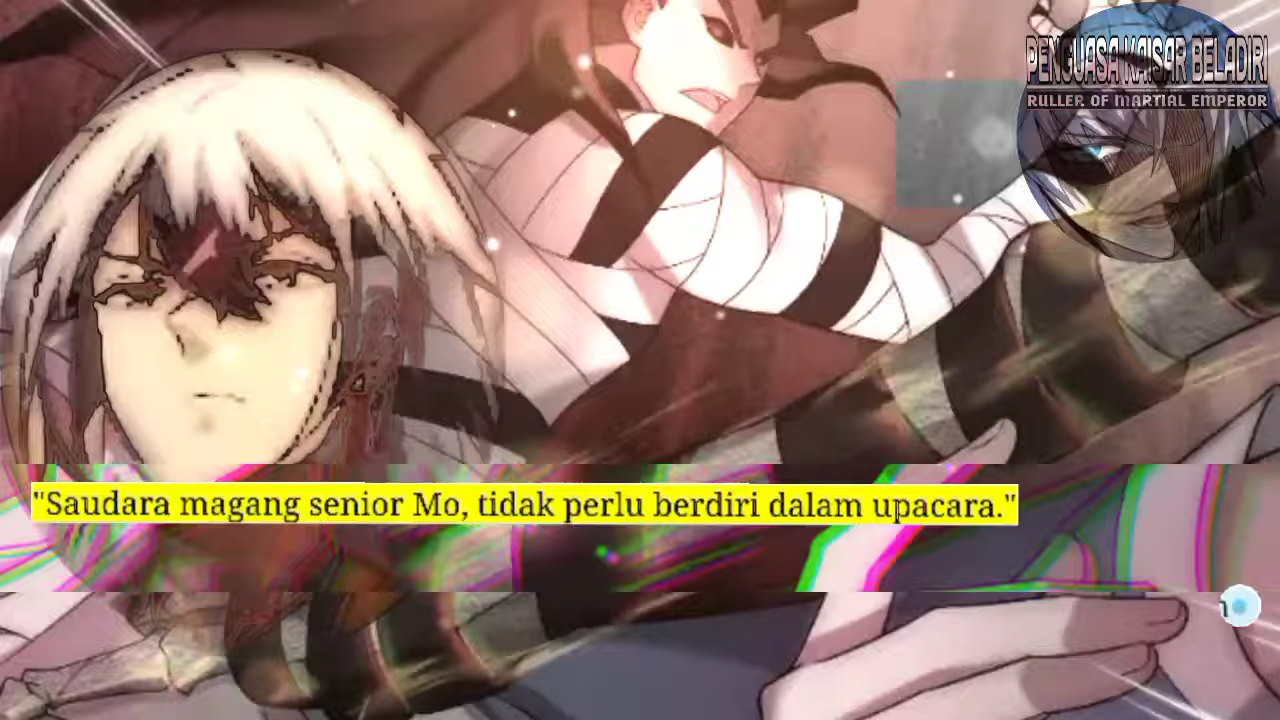 PENGUASA KAISAR BELADIRI
RULLER OF MARTIAL EMPEROR
"Saudara magang senior Mo, tidak perlu berdiri dalam upacara."